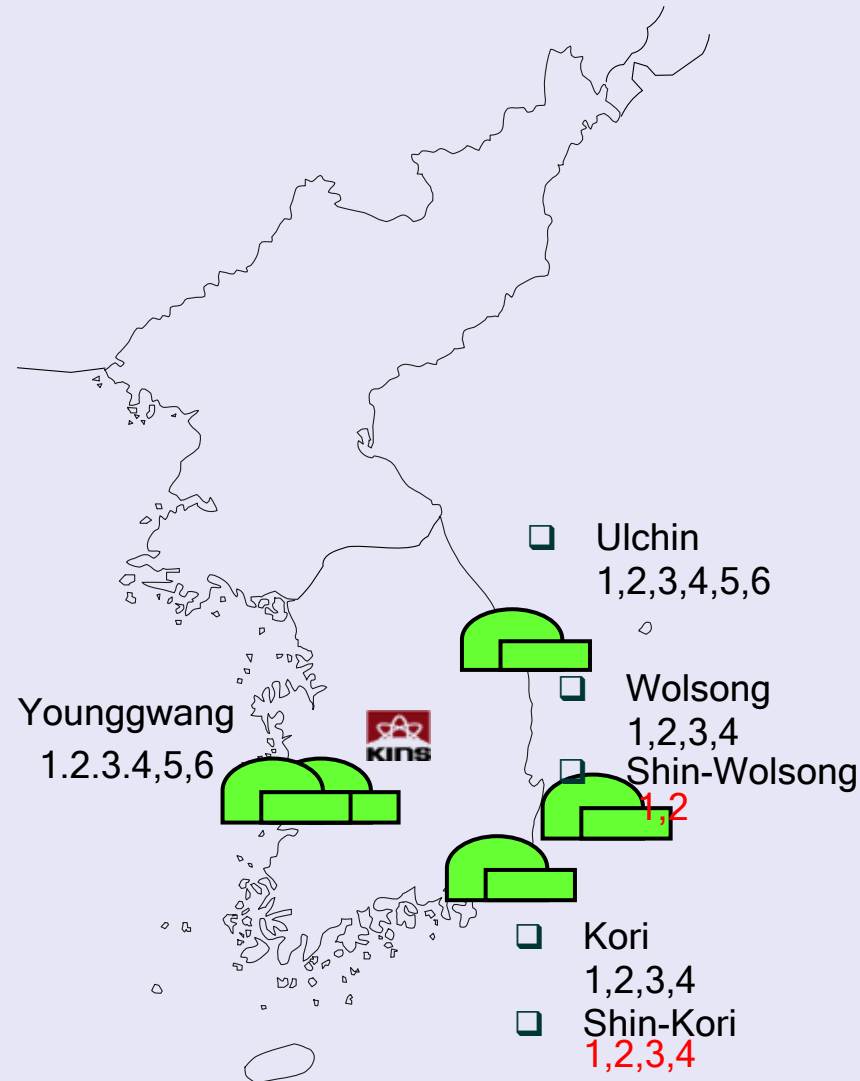 Ulchin
1,2,3,4,5,6
Wolsong
1,2,3,4
Shin-Wolsong
1,2
Younggwang
1.2.3.4,5,6
KINS
Kori
1,2,3,4
Shin-Kori
1,2,3,4